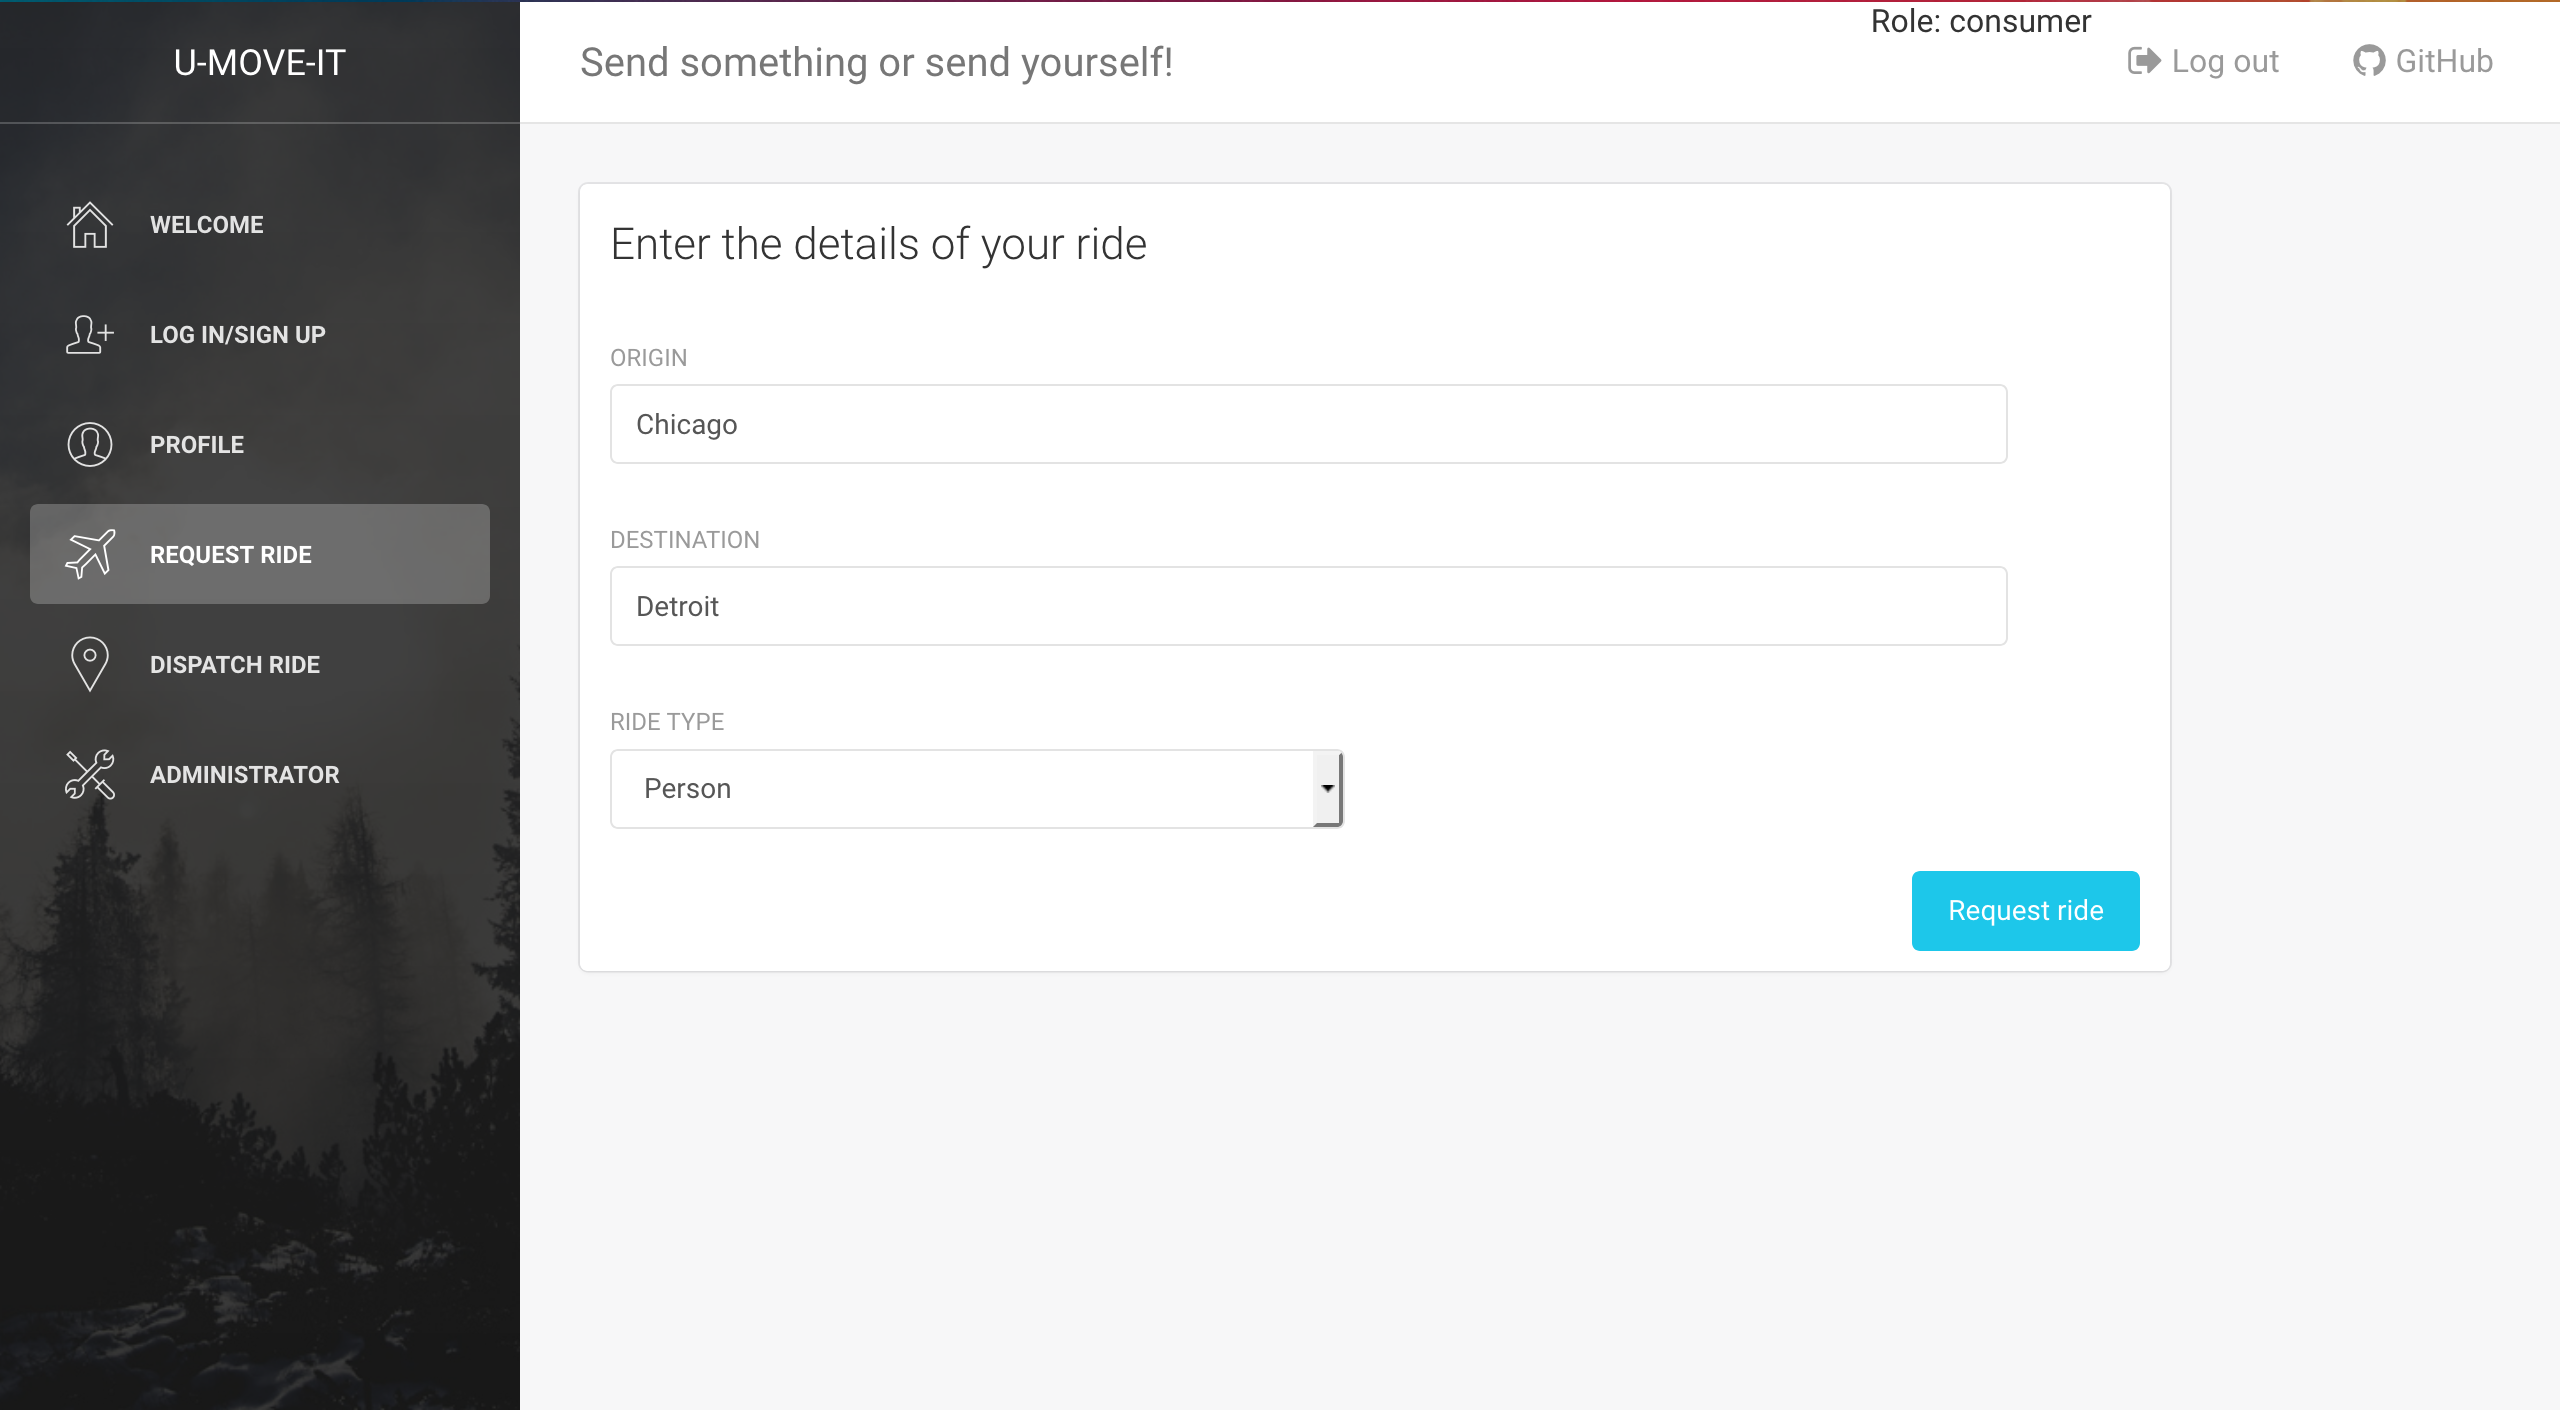 U-MOVE-IT
WELCOME
LOG IN/SIGN UP
PROFILE
REQUEST RIDE
DISPATCH RIDE
ADMINISTRATOR
Send something or send yourself!
Role: consumer
Log out
GitHub
Enter the details of your ride
ORIGIN
Chicago
DESTINATION
Detroit
RIDE TYPE
Person
Request ride